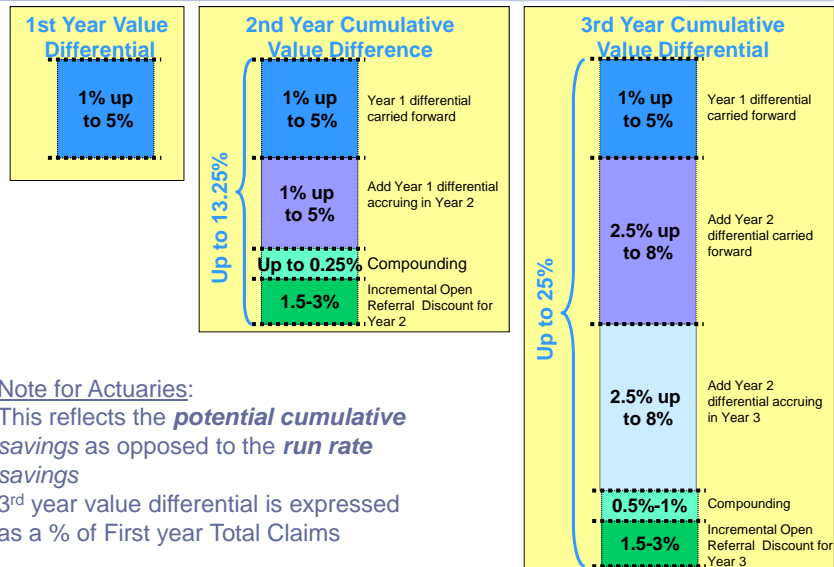 1st Year Value
Differential
1% up
to 5%
2nd Year Cumulative
Value Difference
Up to 13.25%
1% up
to 5%
Year 1 differential
carried forward
1% up
to 5%
Add Year 1 differential
accruing in Year 2
Up to 0.25%
Compounding
1.5-3%
Incremental Open
Referral Discount for
Year 2
3rd Year Cumulative
Value Differential
Up to 25%
1% up
to 5%
Year 1 differential
carried forward
2.5% up
to 8%
Add Year 2
differential carried
forward
2.5% up
to 8%
Add Year 2
differential accruing
in Year 3
0.5%-1%
Compounding
1.5-3%
Incremental Open
Referral Discount for
Year 3
Note for Actuaries:
This reflects the potential cumulative
savings as opposed to the run rate
savings
3rd year value differential is expressed
as a % of First year Total Claims